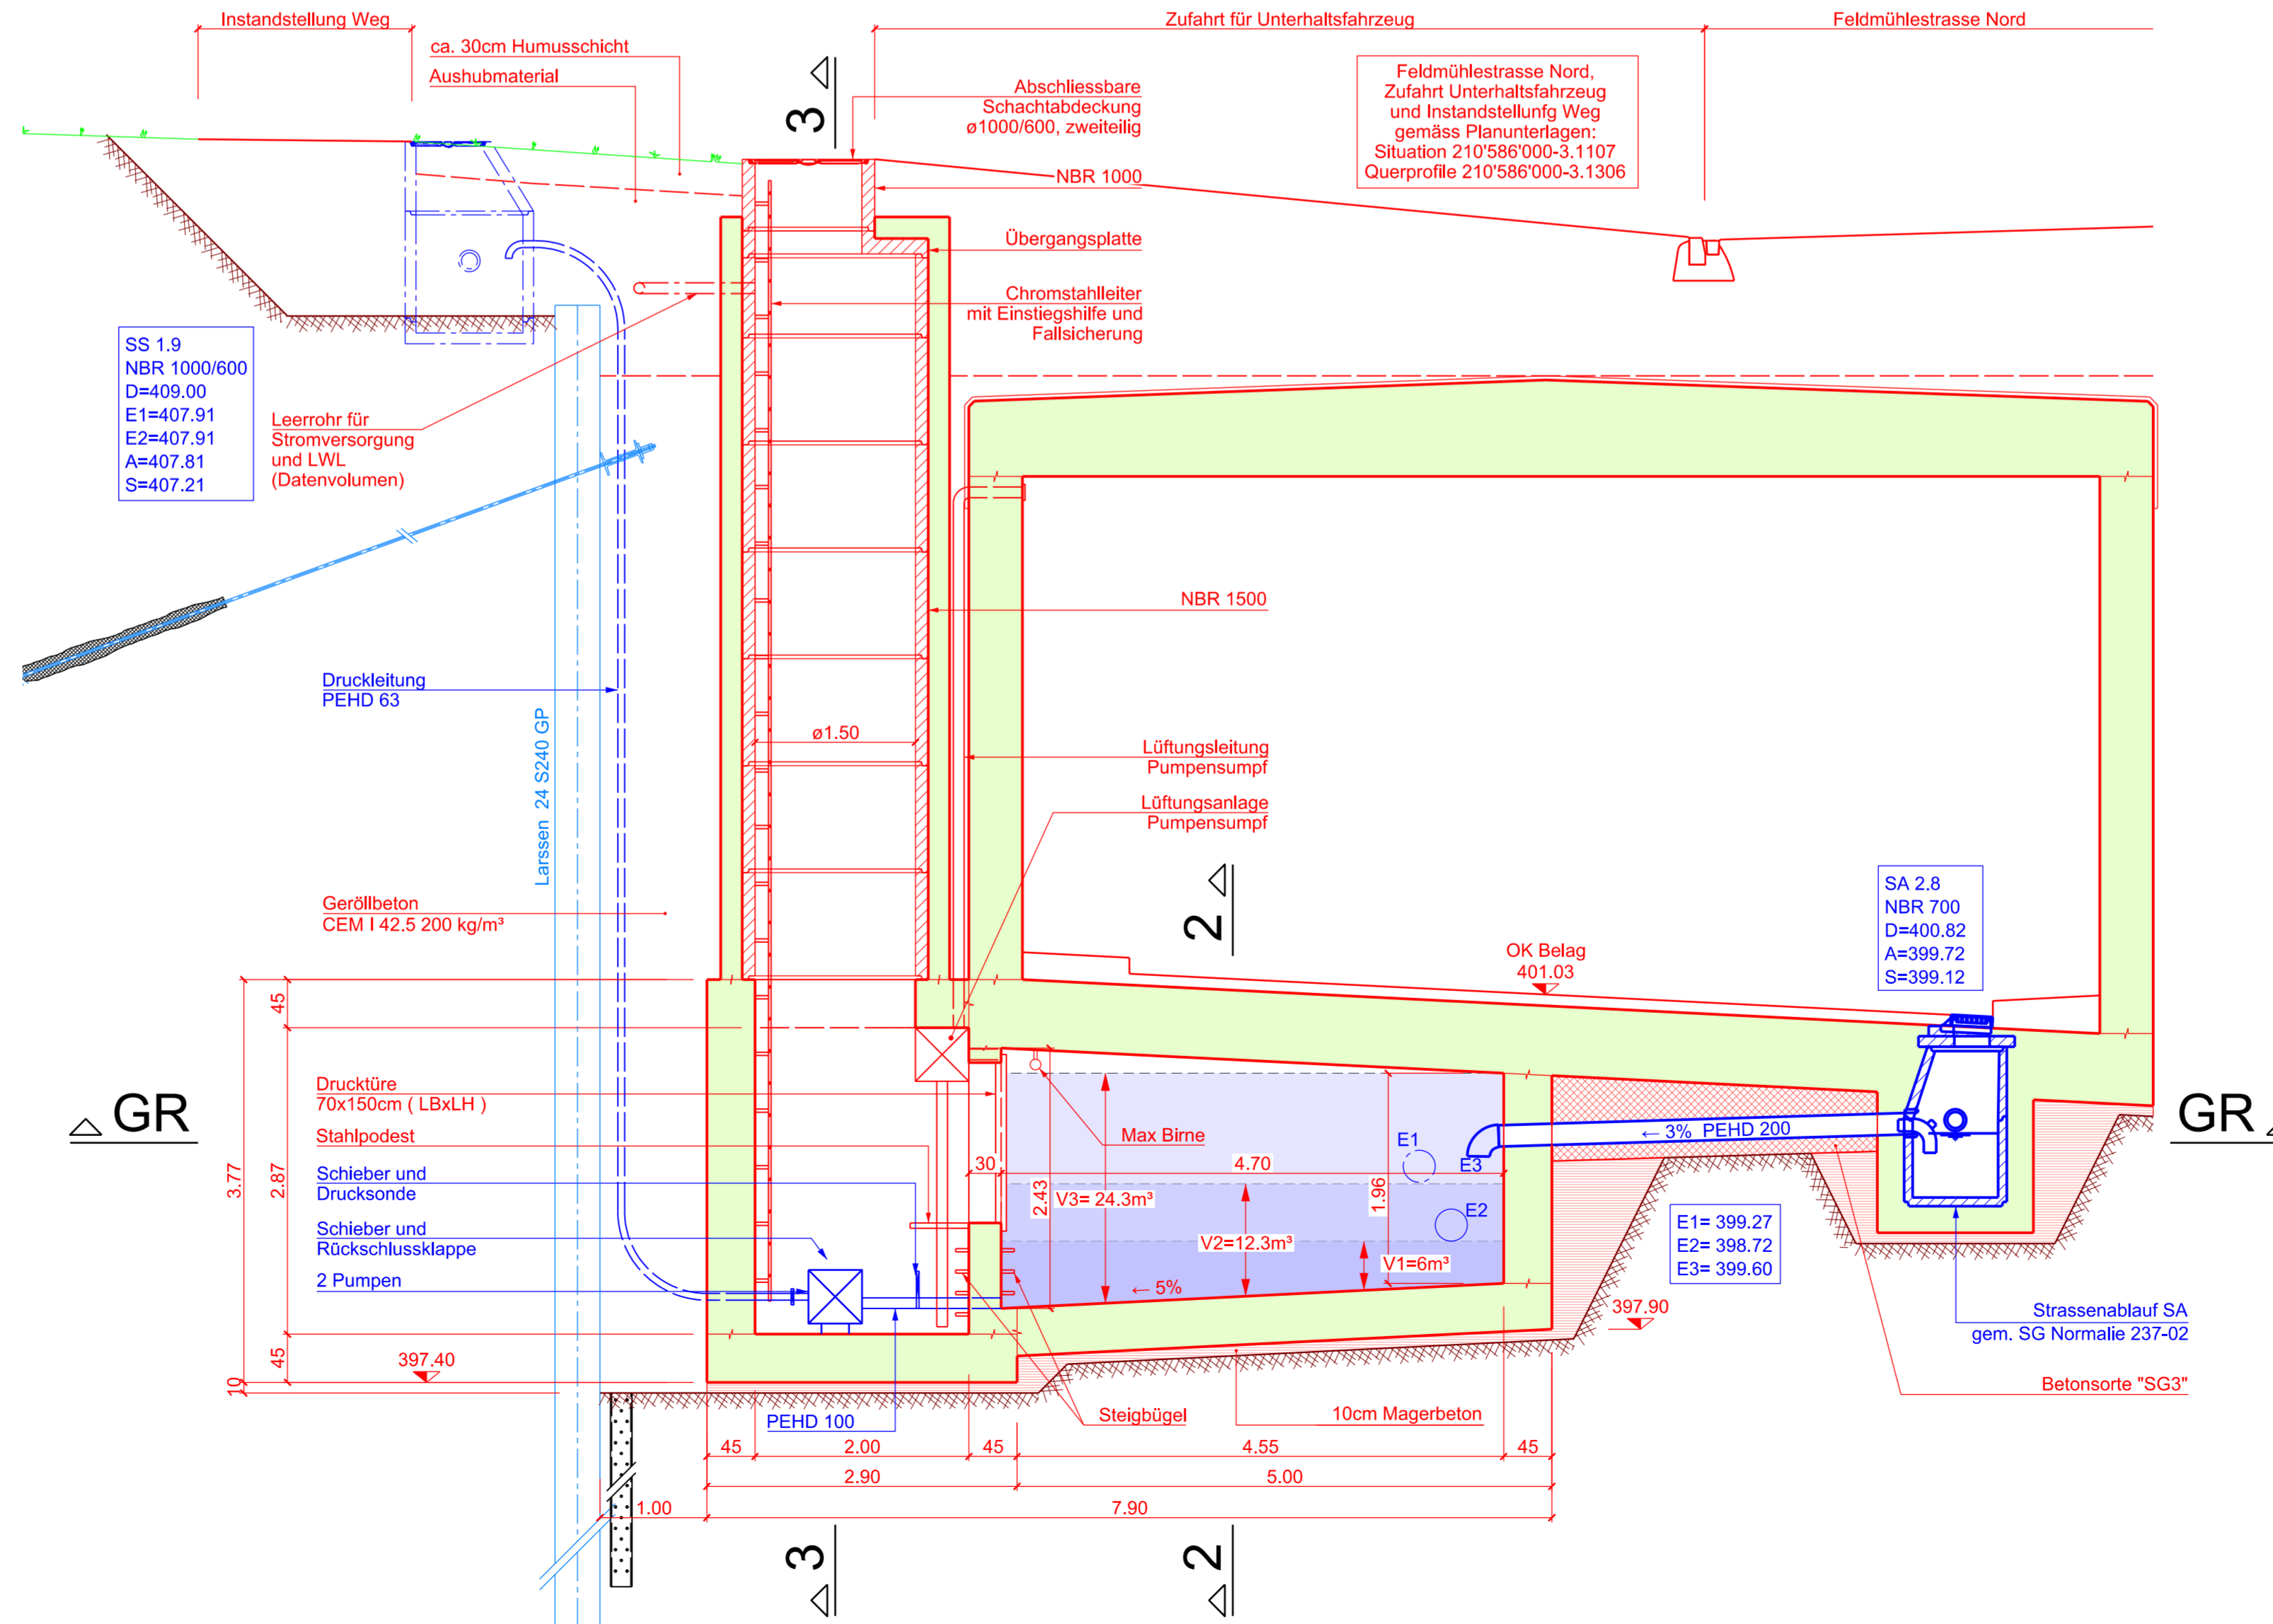 Instandstellung Weg
Zufahrt für Unterhaltsfahrzeug
Feldmühlestrasse Nord
ca. 30cm Humusschicht
Aushubmaterial
3
Abschliessbare
Schachtabdeckung
ø1000/600, zweiteilig
Feldmühlestrasse Nord,
Zufahrt Unterhaltsfahrzeug
und Instandstellunfg Weg
gemäss Planunterlagen:
Situation 210'586'000-3.1107
Querprofile 210'586'000-3.1306
NBR 1000
Übergangsplatte
Chromstahlleiter
mit Einstiegshilfe und
Fallsicherung
SS 1.9
NBR 1000/600
D=409.00
E1=407.91
E2=407.91
A=407.81
S=407.21
Leerrohr für
Stromversorgung
und LWL
(Datenvolumen)
NBR 1500
Druckleitung
PEHD 63
Larssen 24 S240 GP
ø1.50
Lüftungsleitung
Pumpensumpf
Lüftungsanlage
Pumpensumpf
Geröllbeton
CEM I 42.5 200 kg/m³
2
SA 2.8
NBR 700
D=400.82
A=399.72
S=399.12
OK Belag
401.03
45
3.77
2.87
45
10
GR
GR
Drucktüre
70x150cm ( LBxLH )
Stahlpodest
Schieber und
Drucksonde
Schieber und
Rückschlussklappe
2 Pumpen
Max Birne
30
4.70
2.43
V3= 24.3m³
1.96
V2=12.3m³
V1=6m³
← 5%
E1
E3
E2
← 3% PEHD 200
E1= 399.27
E2= 398.72
E3= 399.60
397.90
Strassenablauf SA
gem. SG Normalie 237-02
Betonsorte "SG3"
397.40
PEHD 100
Steigbügel
10cm Magerbeton
45
2.00
45
4.55
45
2.90
5.00
1.00
7.90
3
2